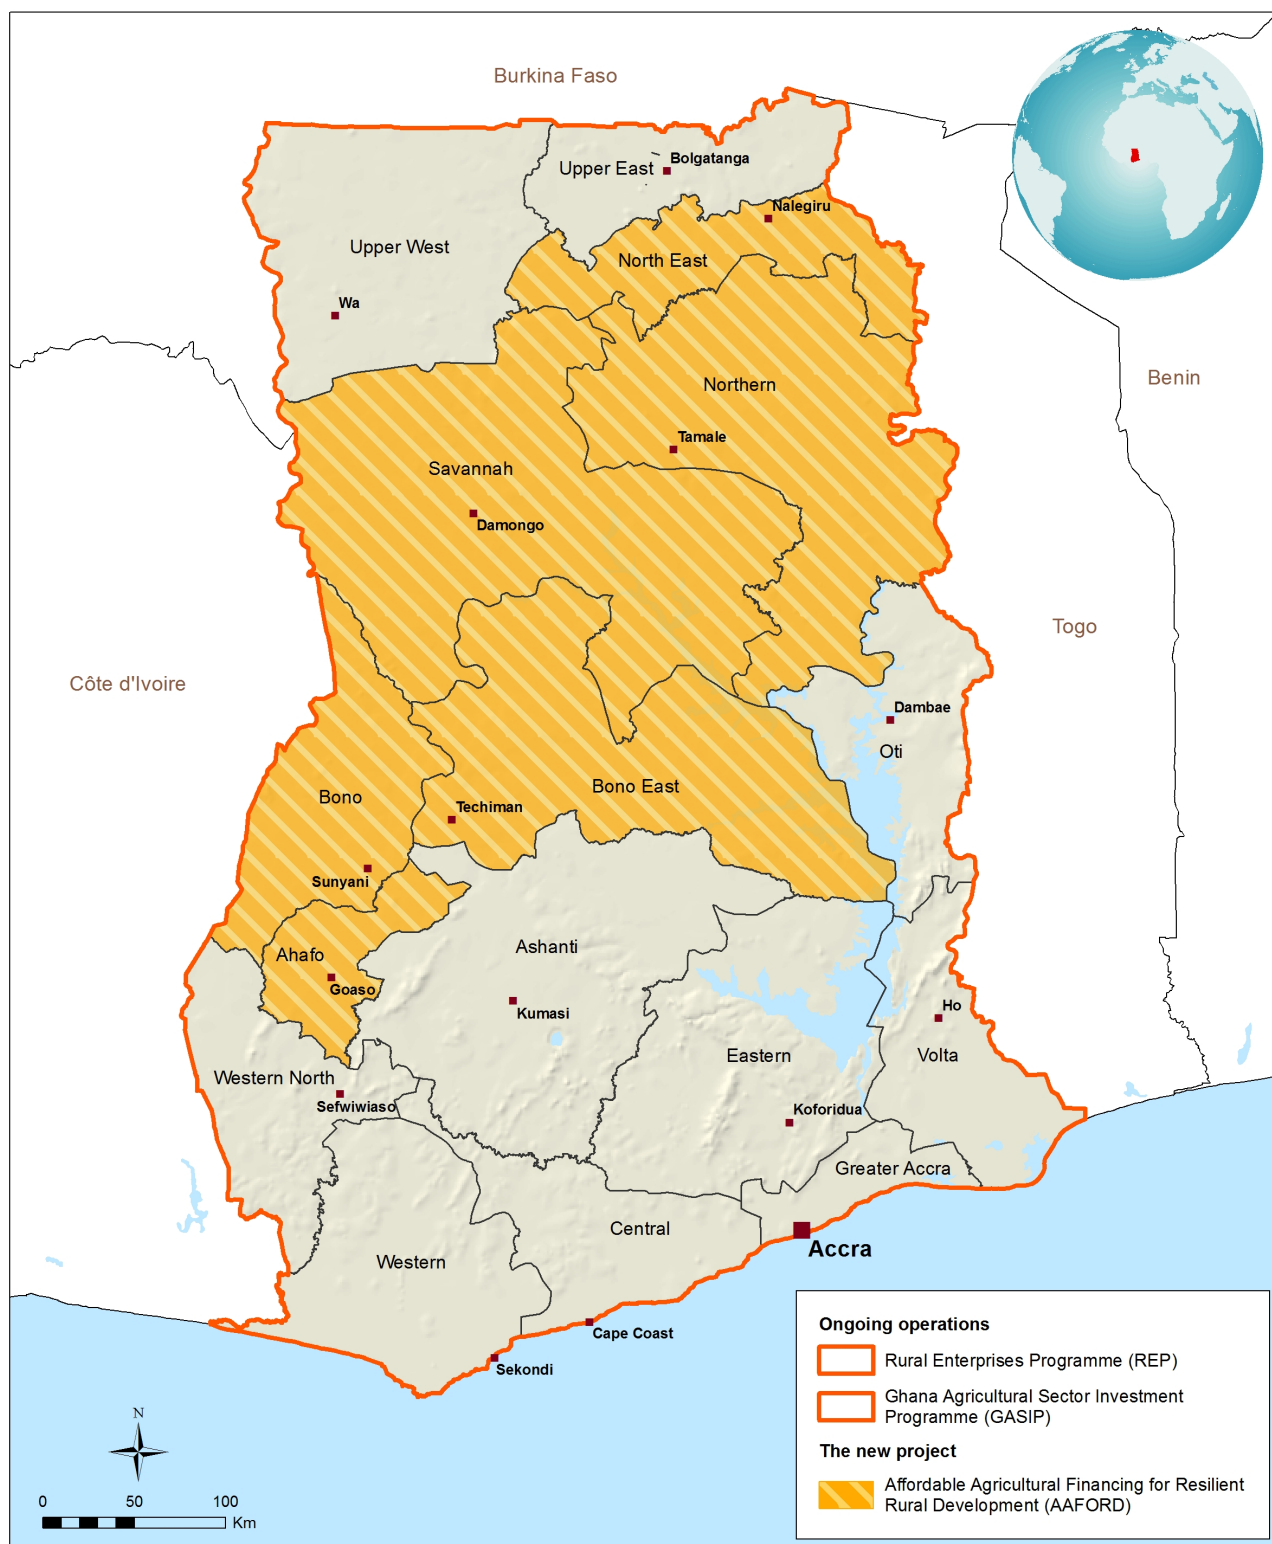 Burkina Faso
Upper East
Bolgatanga
Nalegiru
Upper West
North East
Wa
Benin
Northern
Tamale
Savannah
Damongo
Togo
Côte d'Ivoire
Dambae
Oti
Bono East
Bono
Techiman
Sunyani
Ashanti
Ahafo
Goaso
Kumasi
Ho
Volta
Eastern
Western North
Sefwiwiaso
Koforidua
Greater Accra
Central
Accra
Western
Cape Coast
Sekondi
Ongoing operations
Rural Enterprises Programme (REP)
Ghana Agricultural Sector Investment
Programme (GASIP)
The new project
Affordable Agricultural Financing for Resilient
Rural Development (AAFORD)
N
0 50 100
Km